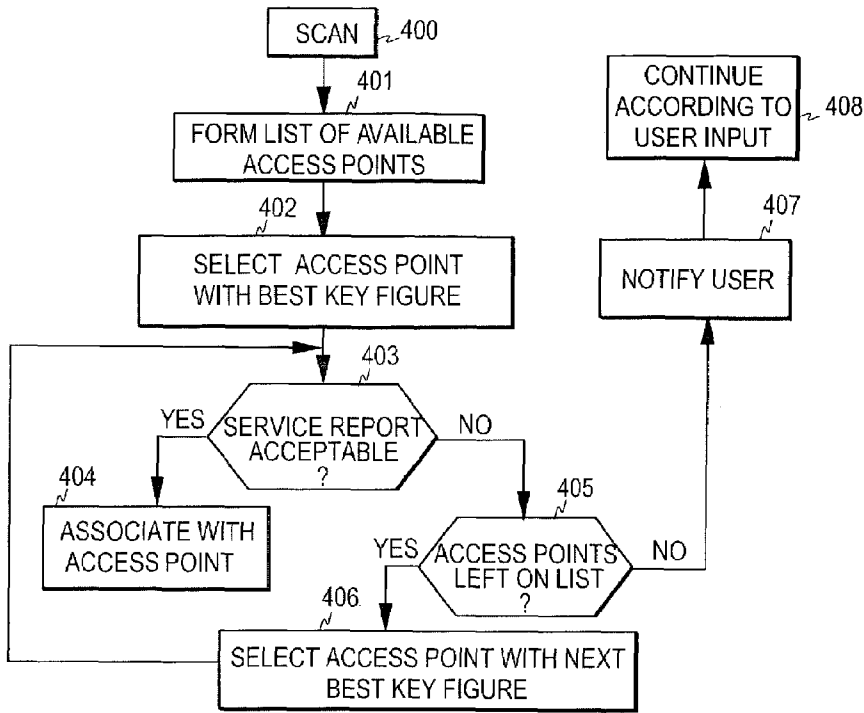 SCAN
400
401
FORM LIST OF AVAILABLE
ACCESS POINTS
402
SELECT ACCESS POINT
WITH BEST KEY FIGURE
403
YES
SERVICE REPORT
ACCEPTABLE
?
NO
404
ASSOCIATE WITH
ACCESS POINT
405
YES
ACCESS POINTS
LEFT ON LIST
?
NO
406
SELECT ACCESS POINT WITH NEXT
BEST KEY FIGURE
407
NOTIFY USER
CONTINUE
ACCORDING TO
USER INPUT
408